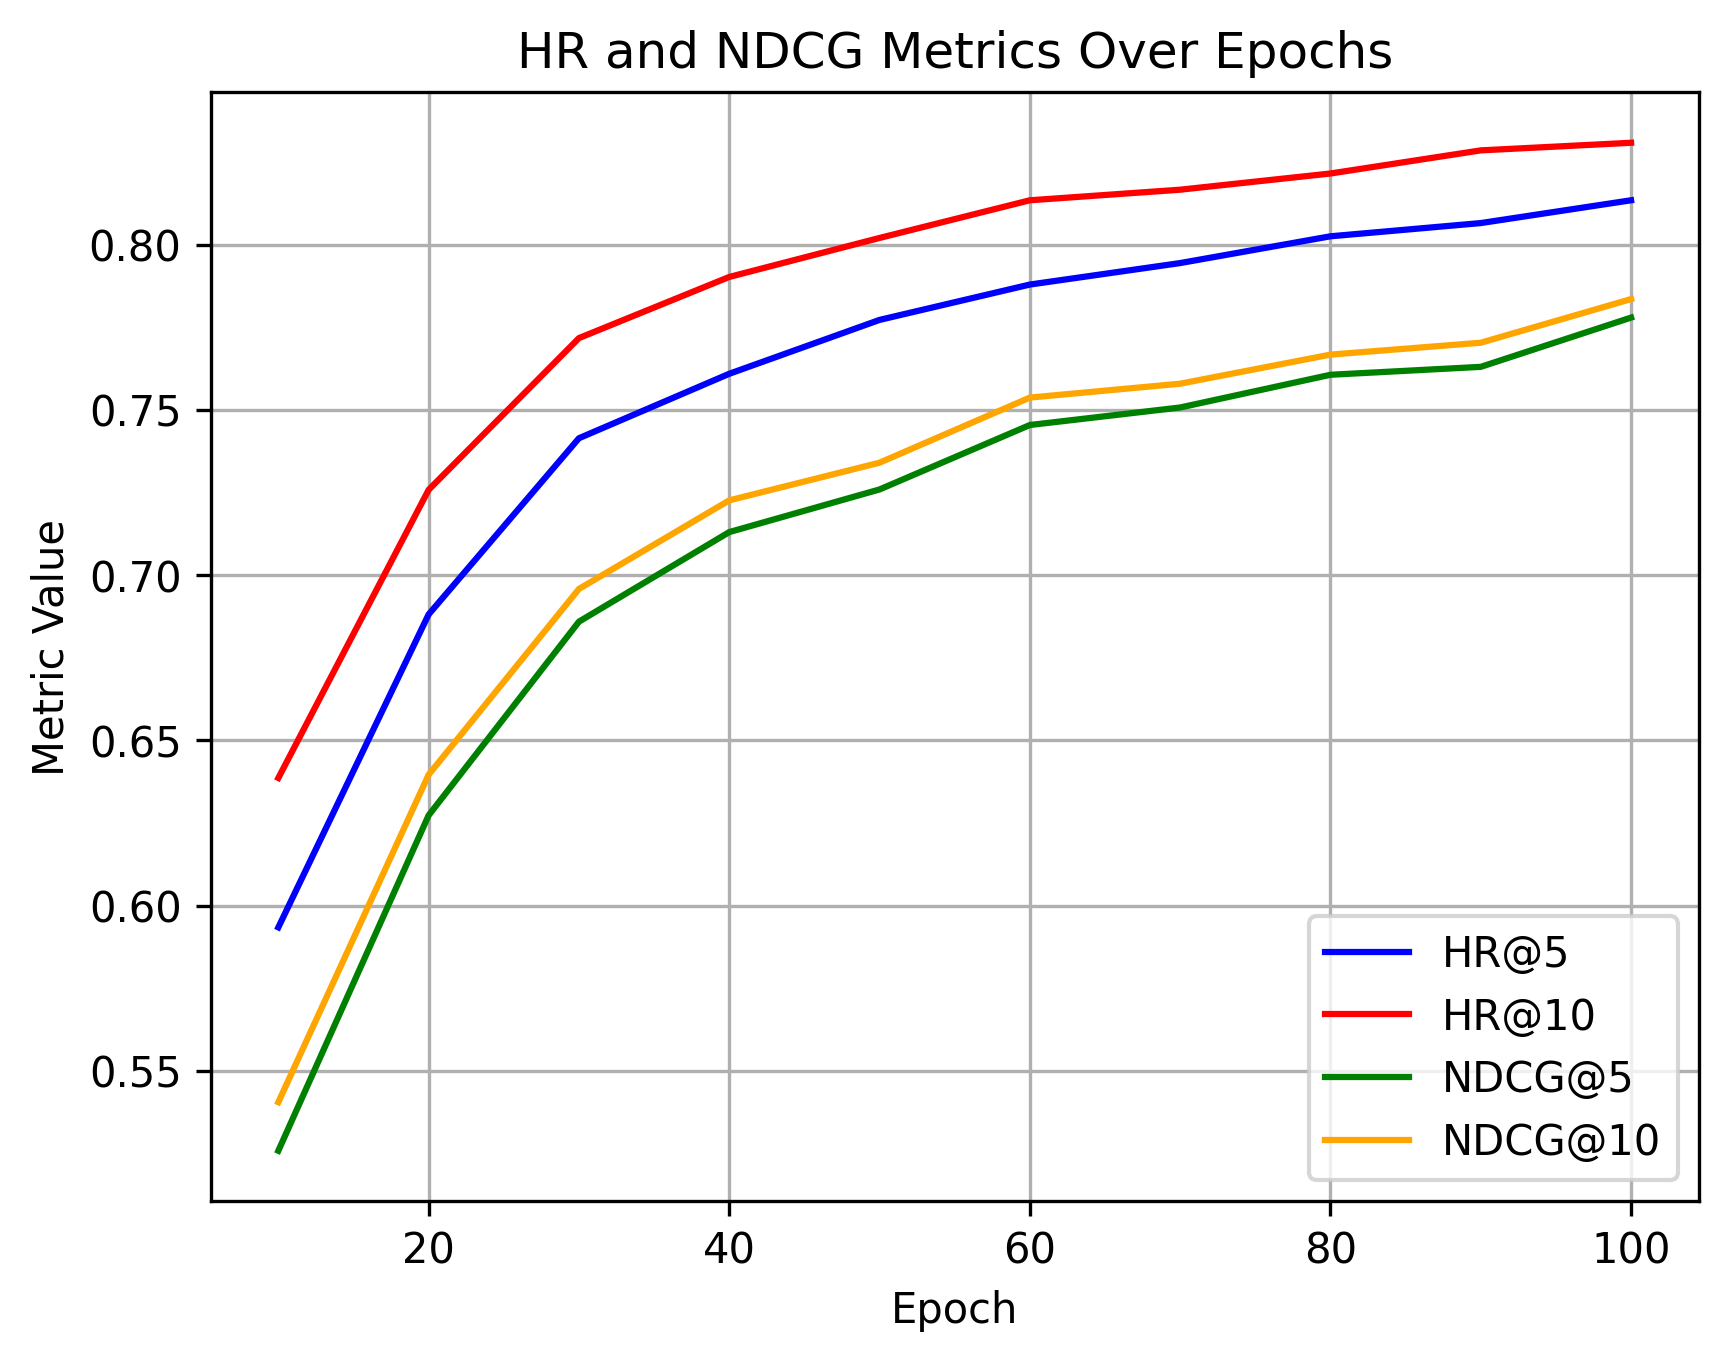 HR and NDCG Metrics Over Epochs
Metric Value
0.80
0.75
0.70
0.65
0.60
0.55
HR@5
HR@10
NDCG@5
NDCG@10
20 40 60 80 100
Epoch